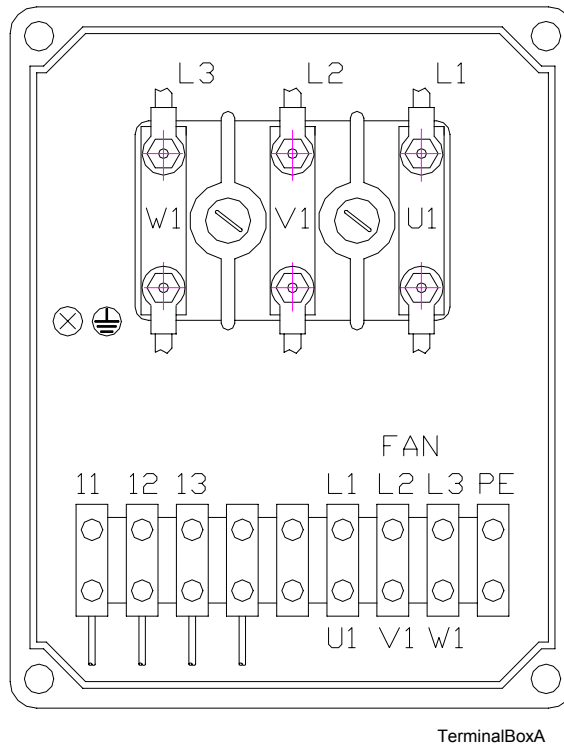 L3 L2 L1
W1 V1 U1
FAN
11 12 13 L1 L2 L3 PE
U1 V1 W1
TerminalBoxA